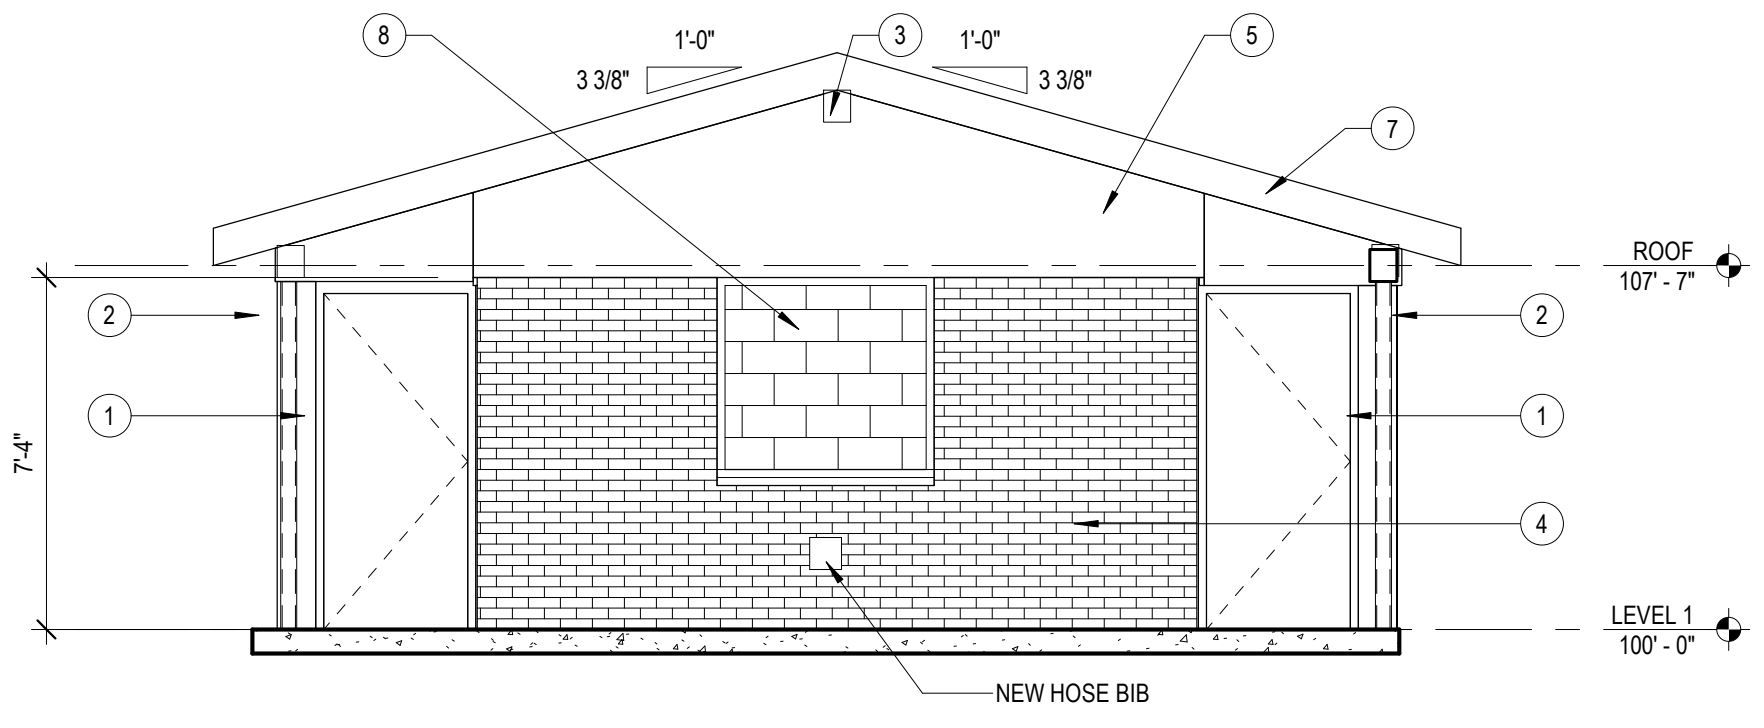 8
1'-0"
3
1'-0"
5
3 3/8"
3 3/8"
7
ROOF
107' - 7"
2
2
1
1
7'-4"
4
LEVEL 1
100' - 0"
NEW HOSE BIB